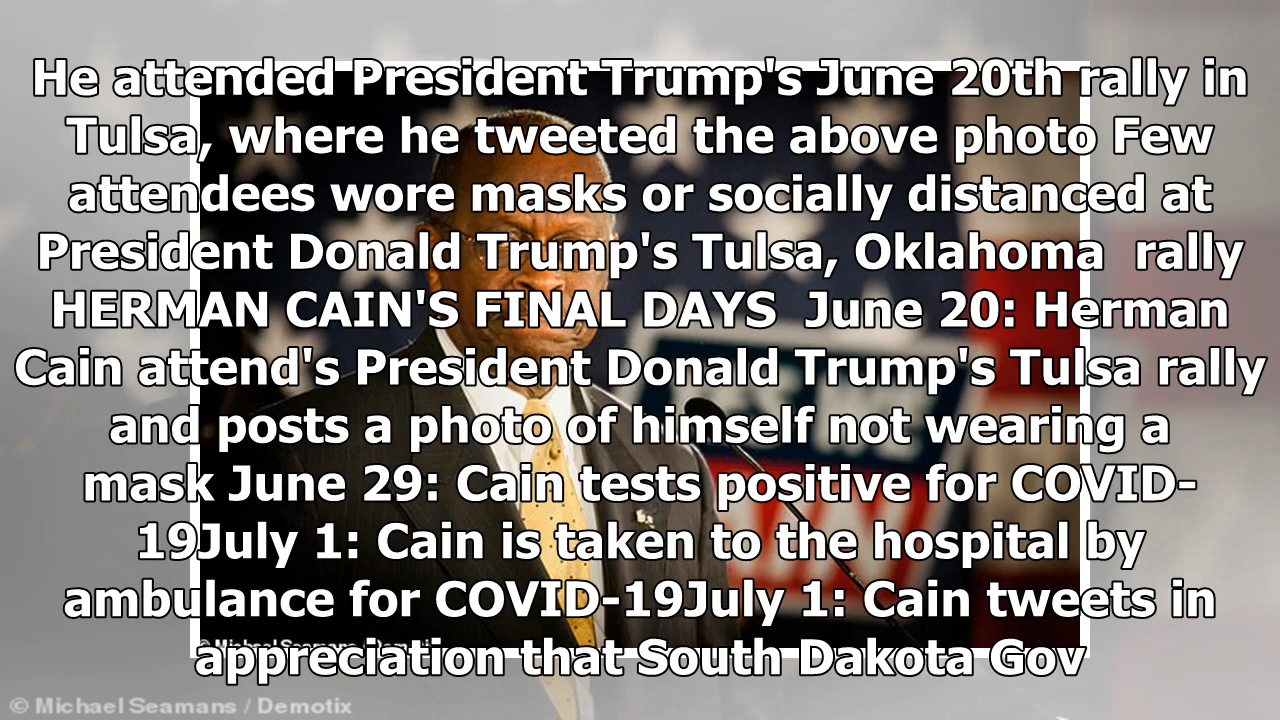 He attended President Trump's June 20th rally in
Tulsa, where he tweeted the above photo Few
attendees wore masks or socially distanced at
President Donald Trump's Tulsa, Oklahoma  rally
HERMAN CAIN'S FINAL DAYS  June 20: Herman
Cain attend's President Donald Trump's Tulsa rally
and posts a photo of himself not wearing a
mask June 29: Cain tests positive for COVID-
19July 1: Cain is taken to the hospital by
ambulance for COVID-19July 1: Cain tweets in
appreciation that South Dakota Gov
© Michael Seamans / Demotix
© Michael Seamans / Demotix